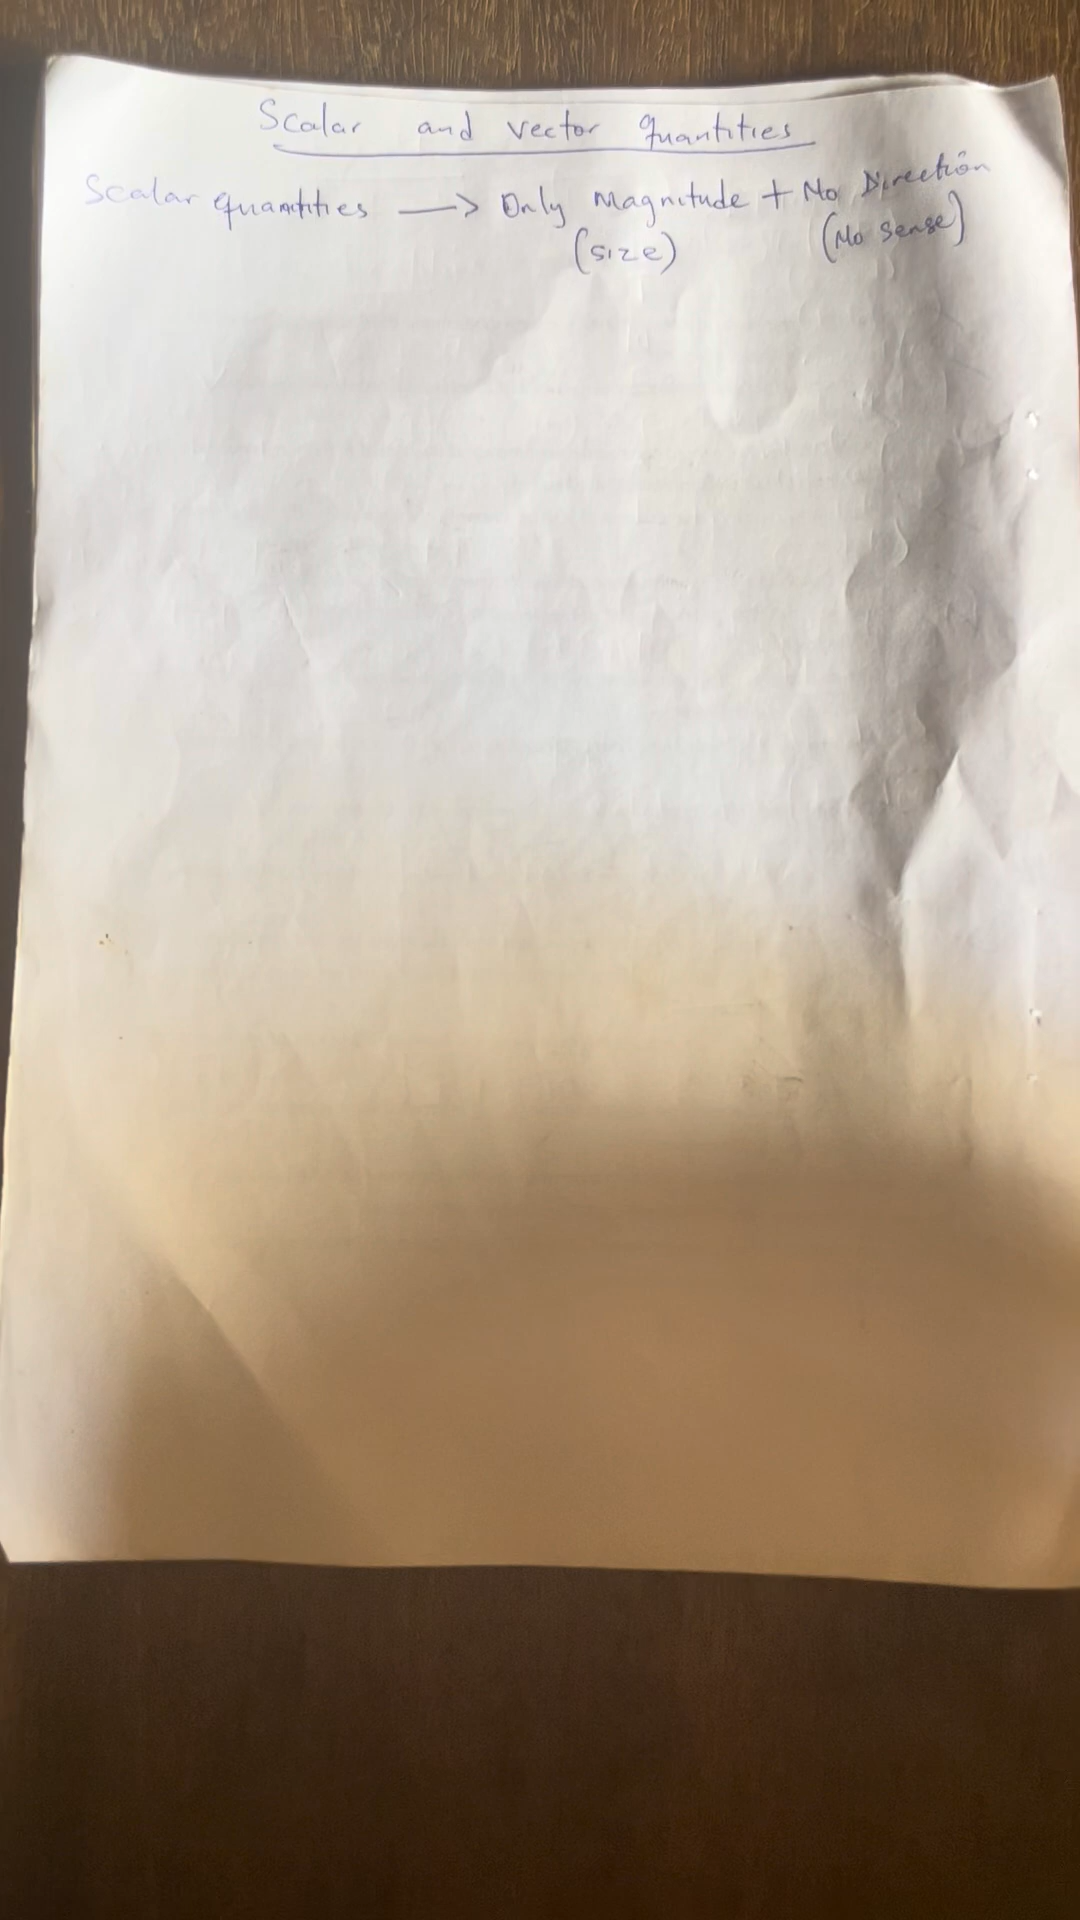 Scalar and vector quantities
Scalar quantities → Only Magnitude + No Direction
(size) (No sense)